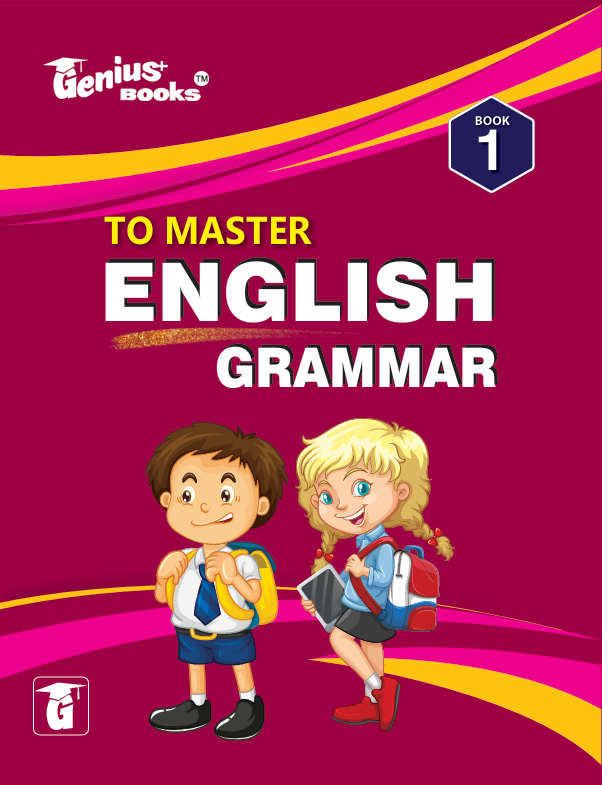 Genius+
BOOKS TM
BOOK
1
TO MASTER
ENGLISH
GRAMMAR
G